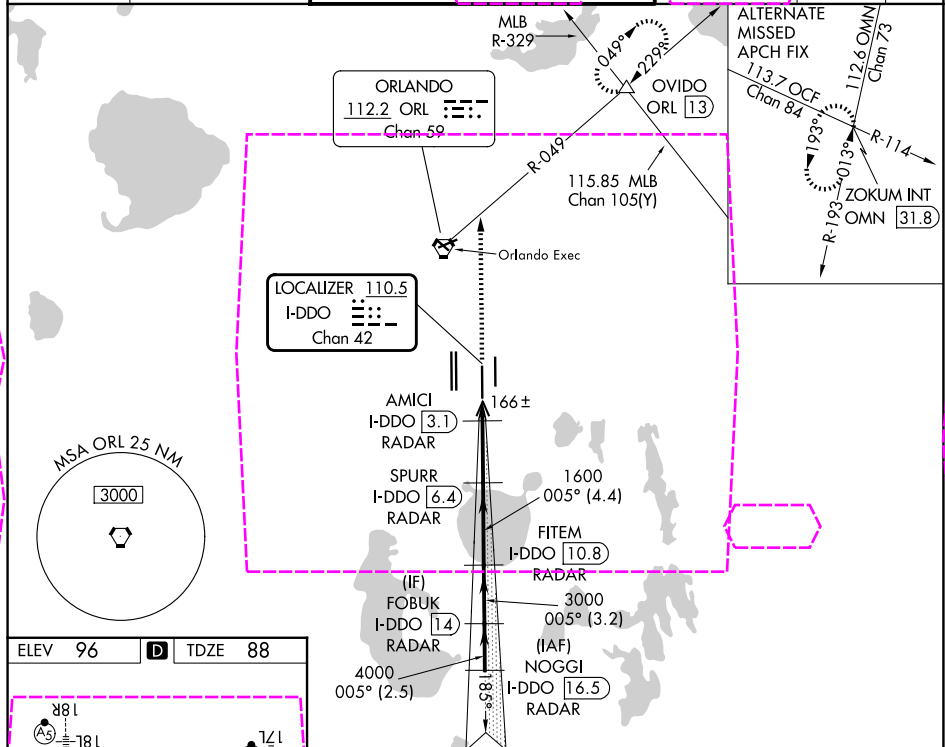 MLB
R-329
049°
229°
OVIDO
ORL 13
ORLANDO
112.2 ORL
Chan 59
R-049
115.85 MLB
Chan 105(Y)
ALTERNATE
MISSED
APCH FIX
112.6 OMN
Chan 73
113.7 OCF
Chan 84
R-114
193°
013°
R-193
ZOKUM INT
OMN 31.8
Orlando Exec
LOCALIZER 110.5
I-DDO
Chan 42
166±
AMICI
I-DDO 3.1
RADAR
MSA ORL 25 NM
3000
SPURR
I-DDO 6.4
RADAR
1600
005° (4.4)
FITEM
I-DDO 10.8
RADAR
(IF)
FOBUK
I-DDO 14
RADAR
3000
005° (3.2)
(IAF)
NOGGI
I-DDO 16.5
RADAR
4000
005° (2.5)
185°
ELEV 96 D TDZE 88
18R
A5
18L
17L